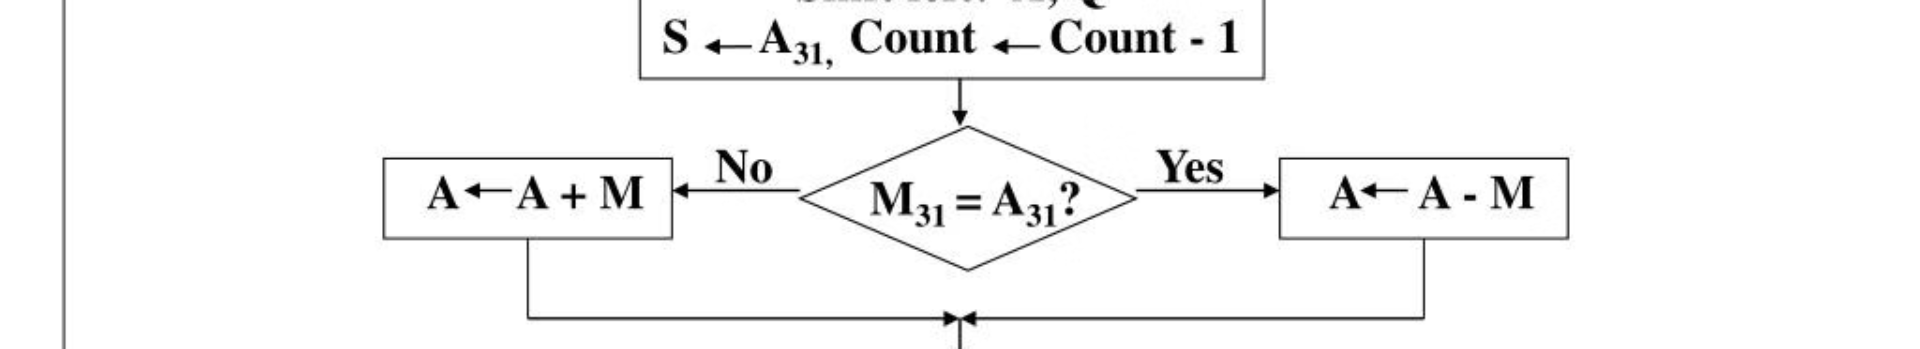 S ← A31, Count ← Count - 1
No
Yes
A ← A + M
M31 = A31?
A ← A - M